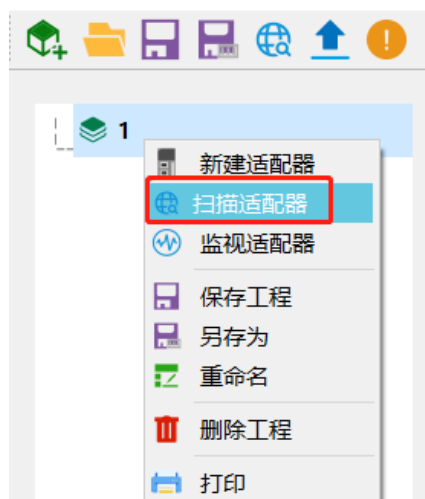 1
新建适配器
扫描适配器
监视适配器
保存工程
另存为
重命名
删除工程
打印